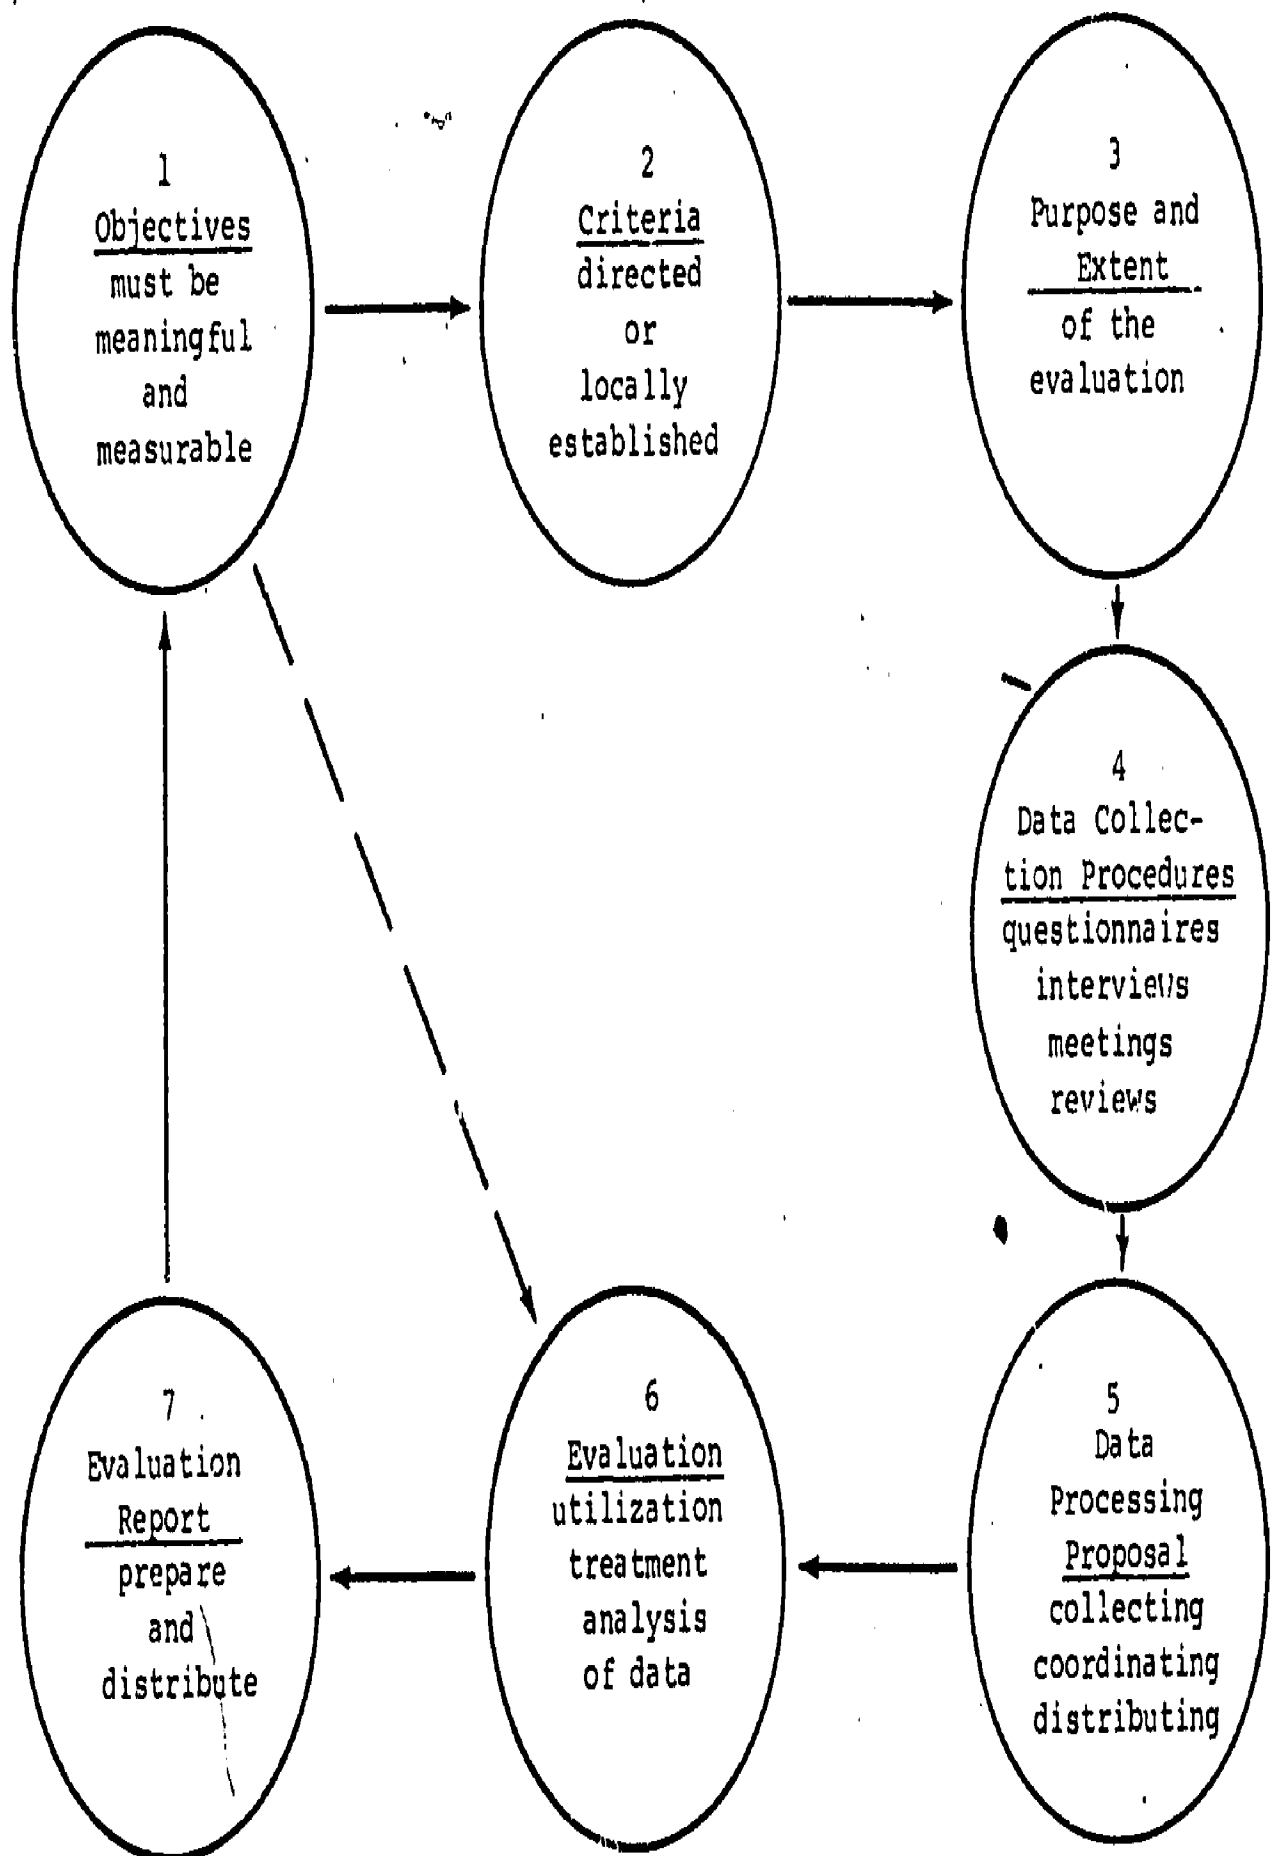 1
Objectives
must be
meaningful
and
measurable
2
Criteria
directed
or
locally
established
3
Purpose and
Extent
of the
evaluation
4
Data Collec-
tion Procedures
questionnaires
interviews
meetings
reviews
5
Data
Processing
Proposal
collecting
coordinating
distributing
6
Evaluation
utilization
treatment
analysis
of data
7
Evaluation
Report
prepare
and
distribute